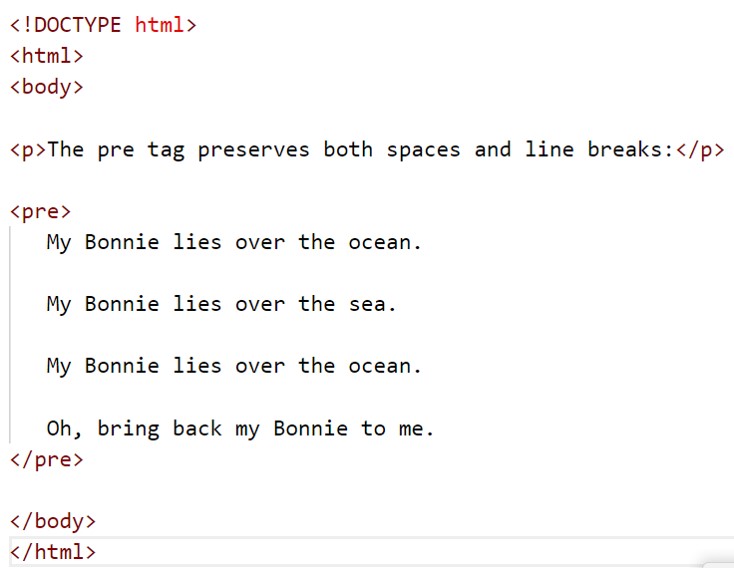 <!DOCTYPE html>
<html>
<body>
<p>The pre tag preserves both spaces and line breaks:</p>
<pre>
   My Bonnie lies over the ocean.
   My Bonnie lies over the sea.
   My Bonnie lies over the ocean.
   Oh, bring back my Bonnie to me.
</pre>
</body>
</html>